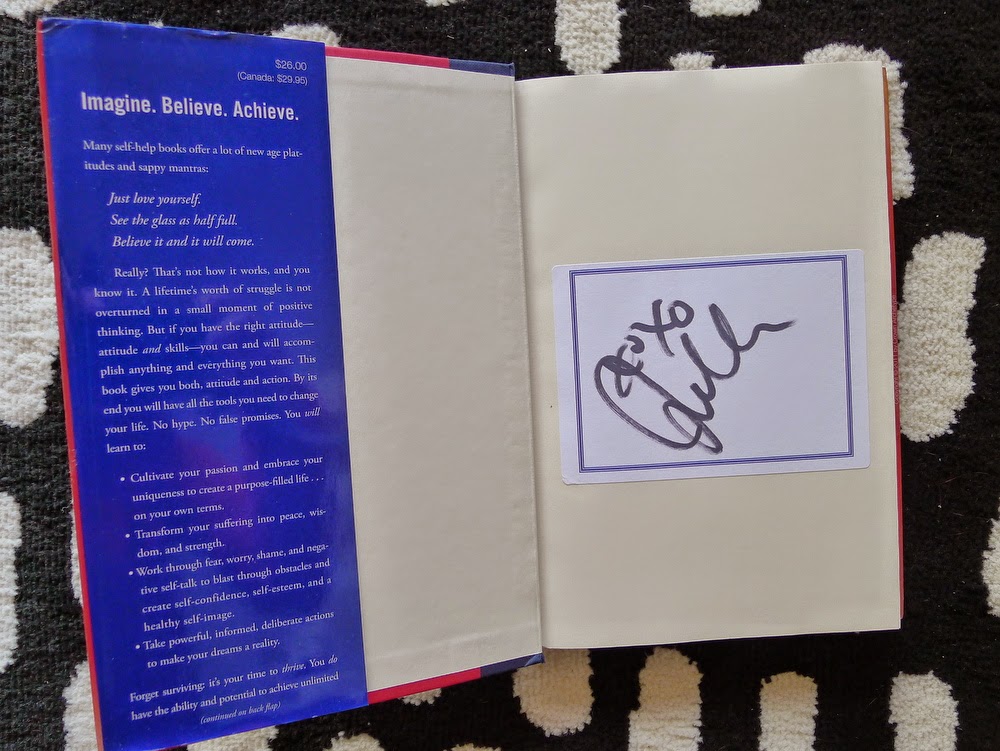 $26.00
(Canada: $29.95)
Imagine. Believe. Achieve.
Many self-help books offer a lot of new age plat-
itudes and sappy mantras:
Just love yourself.
See the glass as half full.
Believe it and it will come.
Really? That's not how it works, and you
know it. A lifetime's worth of struggle is not
overturned in a small moment of positive
thinking. But if you have the right attitude—
attitude and skills—you can and will accom-
plish anything and everything you want. This
book gives you both, attitude and action. By its
end you will have all the tools you need to change
your life. No hype. No false promises. You will
learn to:
• Cultivate your passion and embrace your
uniqueness to create a purpose-filled life . . .
on your own terms.
• Transform your suffering into peace, wis-
dom, and strength.
• Work through fear, worry, shame, and nega-
tive self-talk to blast through obstacles and
create self-confidence, self-esteem, and a
healthy self-image.
• Take powerful, informed, deliberate actions
to make your dreams a reality.
Forget surviving: it's your time to thrive. You do
have the ability and potential to achieve unlimited
(continued on back flap)